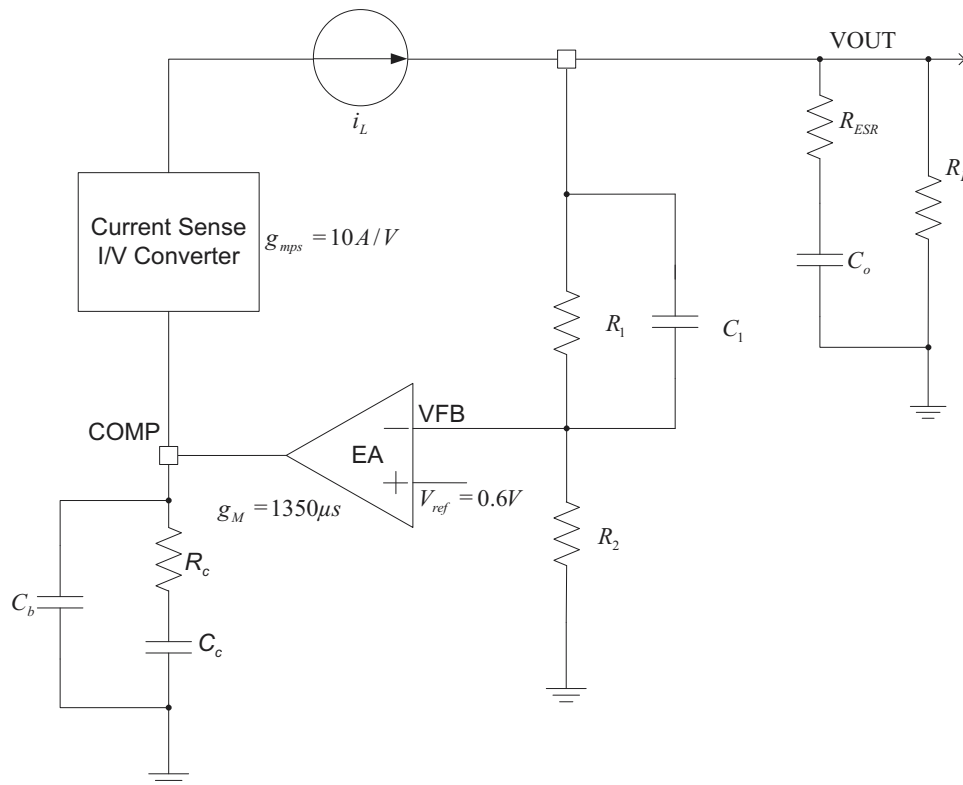 VOUT
i_L
R_ESR
R
Current Sense
I/V Converter
g_mps = 10A/V
C_o
R_1
C_1
COMP
VFB
EA
g_M = 1350μs
V_ref = 0.6V
R_c
R_2
C_b
C_c